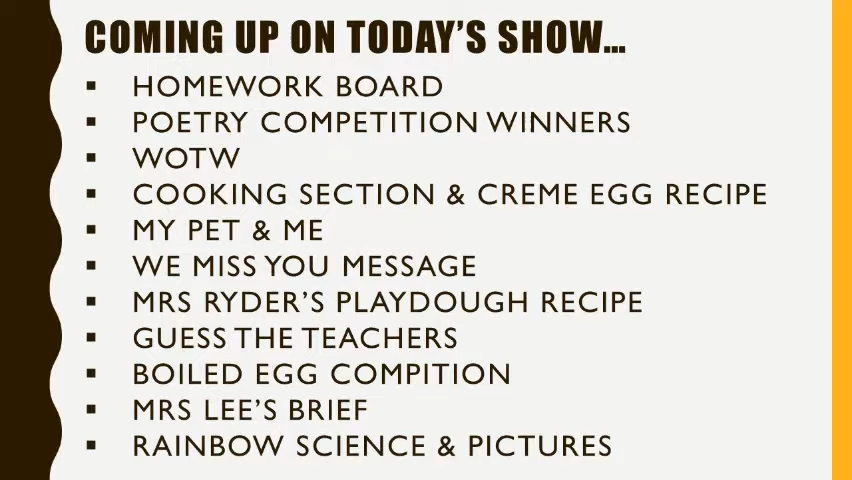 COMING UP ON TODAY’S SHOW…
▪ HOMEWORK BOARD
▪ POETRY COMPETITION WINNERS
▪ WOTW
▪ COOKING SECTION & CREME EGG RECIPE
▪ MY PET & ME
▪ WE MISS YOU MESSAGE
▪ MRS RYDER’S PLAYDOUGH RECIPE
▪ GUESS THE TEACHERS
▪ BOILED EGG COMPITION
▪ MRS LEE’S BRIEF
▪ RAINBOW SCIENCE & PICTURES